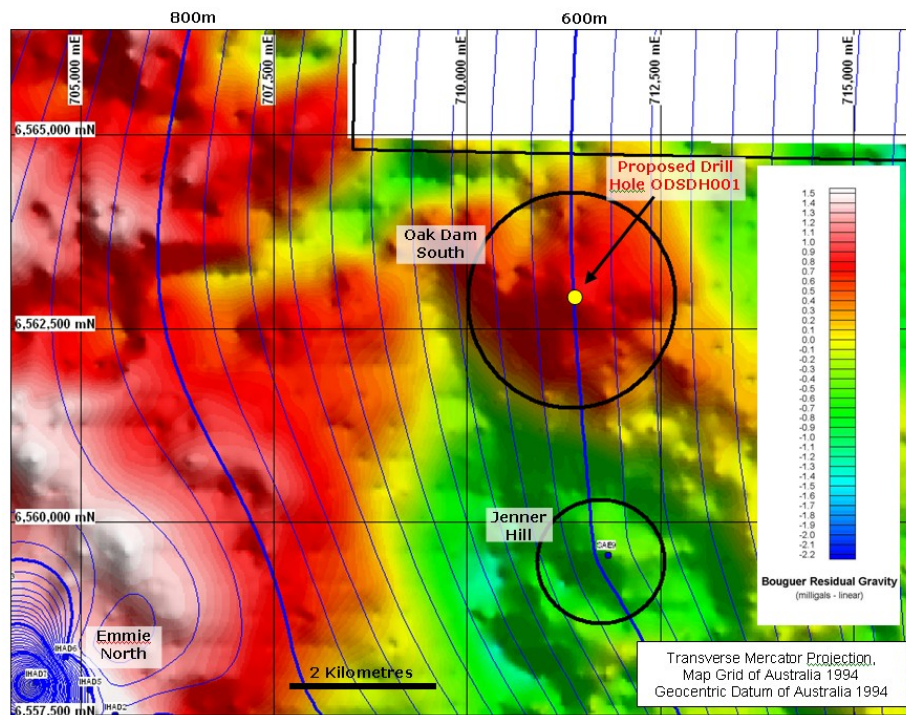 800m
600m
705,000 mE
707,500 mE
710,000 mE
712,500 mE
715,000 mE
6,565,000 mN
Proposed Drill
Hole ODSDH001
Oak Dam
South
6,562,500 mN
1.5
1.4
1.3
1.2
1.1
1.0
0.9
0.8
0.7
0.6
0.5
0.4
0.3
0.2
0.1
0.0
-0.1
-0.2
-0.3
-0.4
-0.5
-0.6
-0.7
-0.8
-0.9
-1.0
-1.1
-1.2
-1.3
-1.4
-1.5
-1.6
-1.7
-1.8
-1.9
-2.0
-2.1
-2.2
Bouguer Residual Gravity
(milligals - linear)
6,560,000 mN
Jenner
Hill
Emmie
North
IHAD6
IHAD7
IHAD5
IHAD2
2 Kilometres
6,557,500 mN
Transverse Mercator Projection,
Map Grid of Australia 1994
Geocentric Datum of Australia 1994